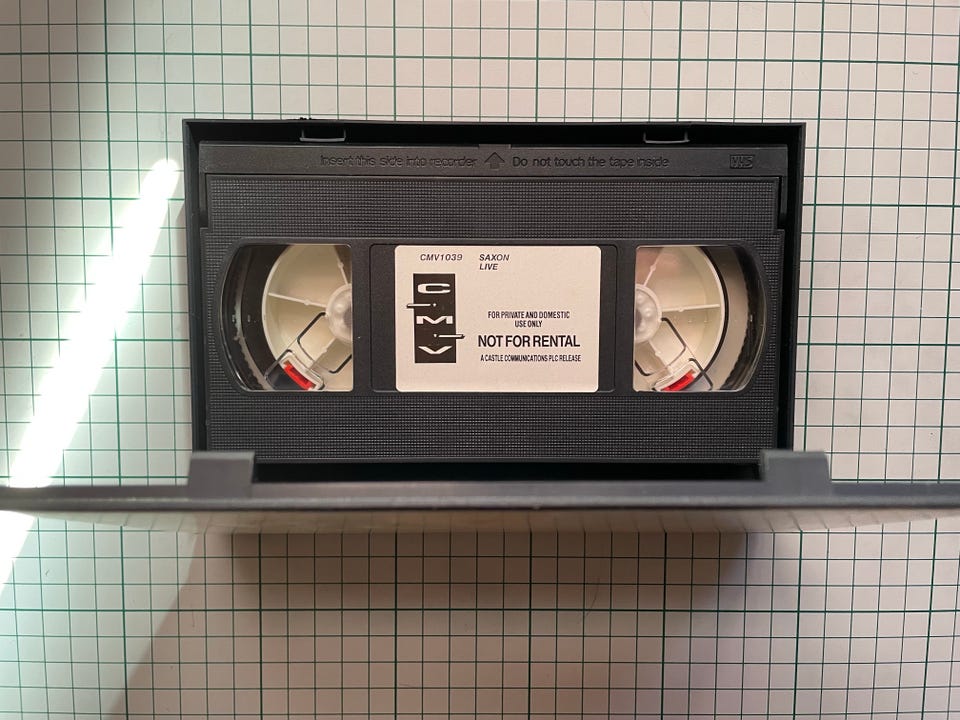 Insert this side into recorder Do not touch the tape inside VHS
CMV1039 SAXON
LIVE
CMV
FOR PRIVATE AND DOMESTIC
USE ONLY
NOT FOR RENTAL
A CASTLE COMMUNICATIONS PLC RELEASE